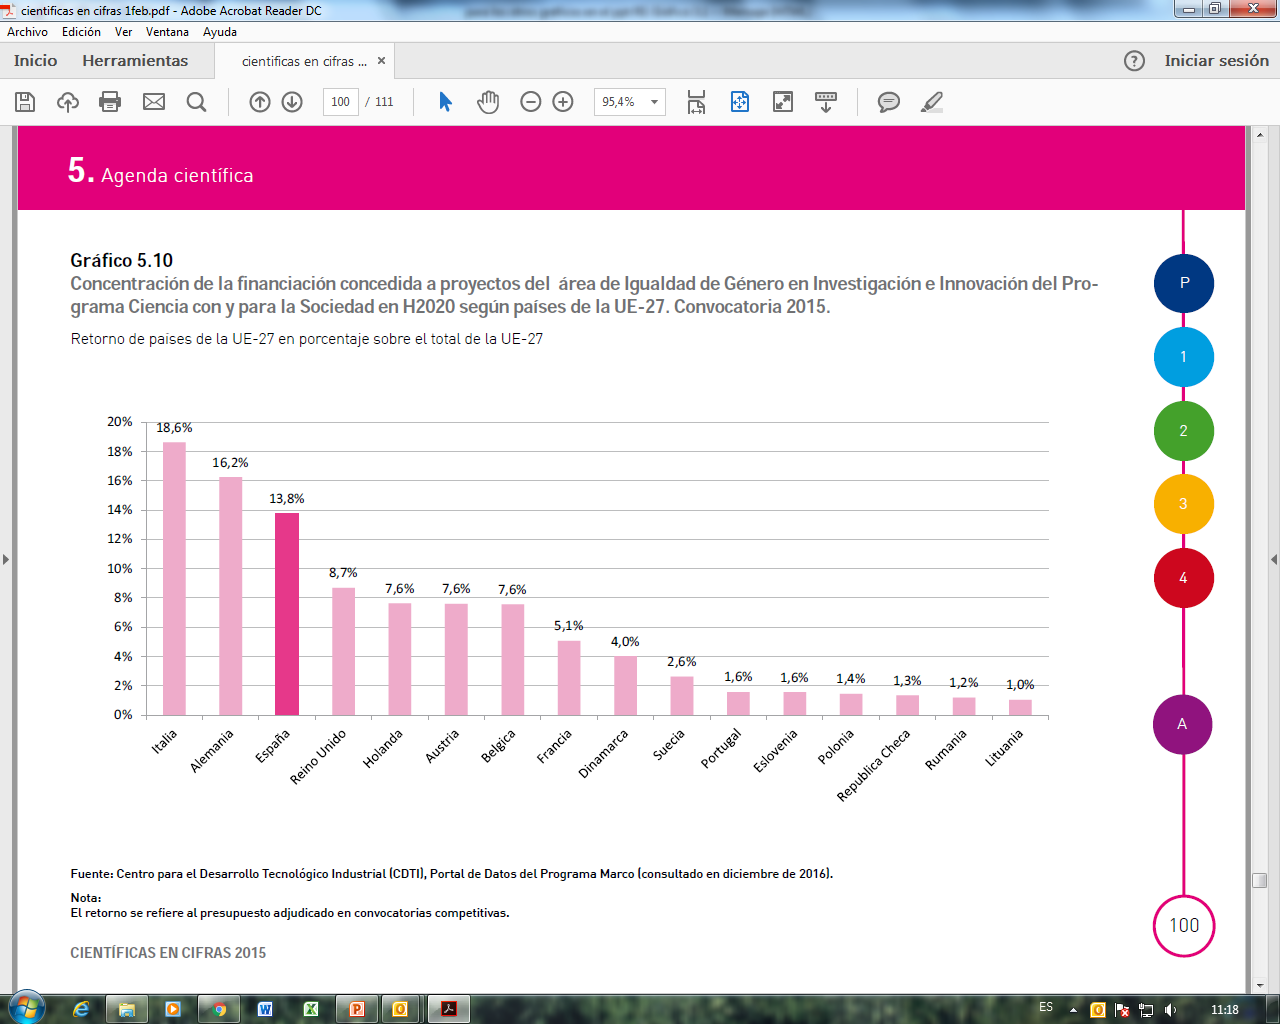 cientificas en cifras 1feb.pdf - Adobe Acrobat Reader DC
Archivo Edición Ver Ventana Ayuda
Inicio Herramientas cientificas en cifras ... × ? Iniciar sesión
100 / 111 95,4%
5. Agenda científica
Gráfico 5.10
Concentración de la financiación concedida a proyectos del área de Igualdad de Género en Investigación e Innovación del Pro-
grama Ciencia con y para la Sociedad en H2020 según países de la UE-27. Convocatoria 2015.
Retorno de países de la UE-27 en porcentaje sobre el total de la UE-27
P
1
2
3
4
A
20%
18%
16%
14%
12%
10%
8%
6%
4%
2%
0%
18,6%
16,2%
13,8%
8,7%
7,6%
7,6%
7,6%
5,1%
4,0%
2,6%
1,6%
1,6%
1,4%
1,3%
1,2%
1,0%
Italia
Alemania
España
Reino Unido
Holanda
Austria
Belgica
Francia
Dinamarca
Suecia
Portugal
Eslovenia
Polonia
Republica Checa
Rumania
Lituania
Fuente: Centro para el Desarrollo Tecnológico Industrial (CDTI), Portal de Datos del Programa Marco (consultado en diciembre de 2016).
Nota:
El retorno se refiere al presupuesto adjudicado en convocatorias competitivas.
100
CIENTÍFICAS EN CIFRAS 2015
ES 11:18